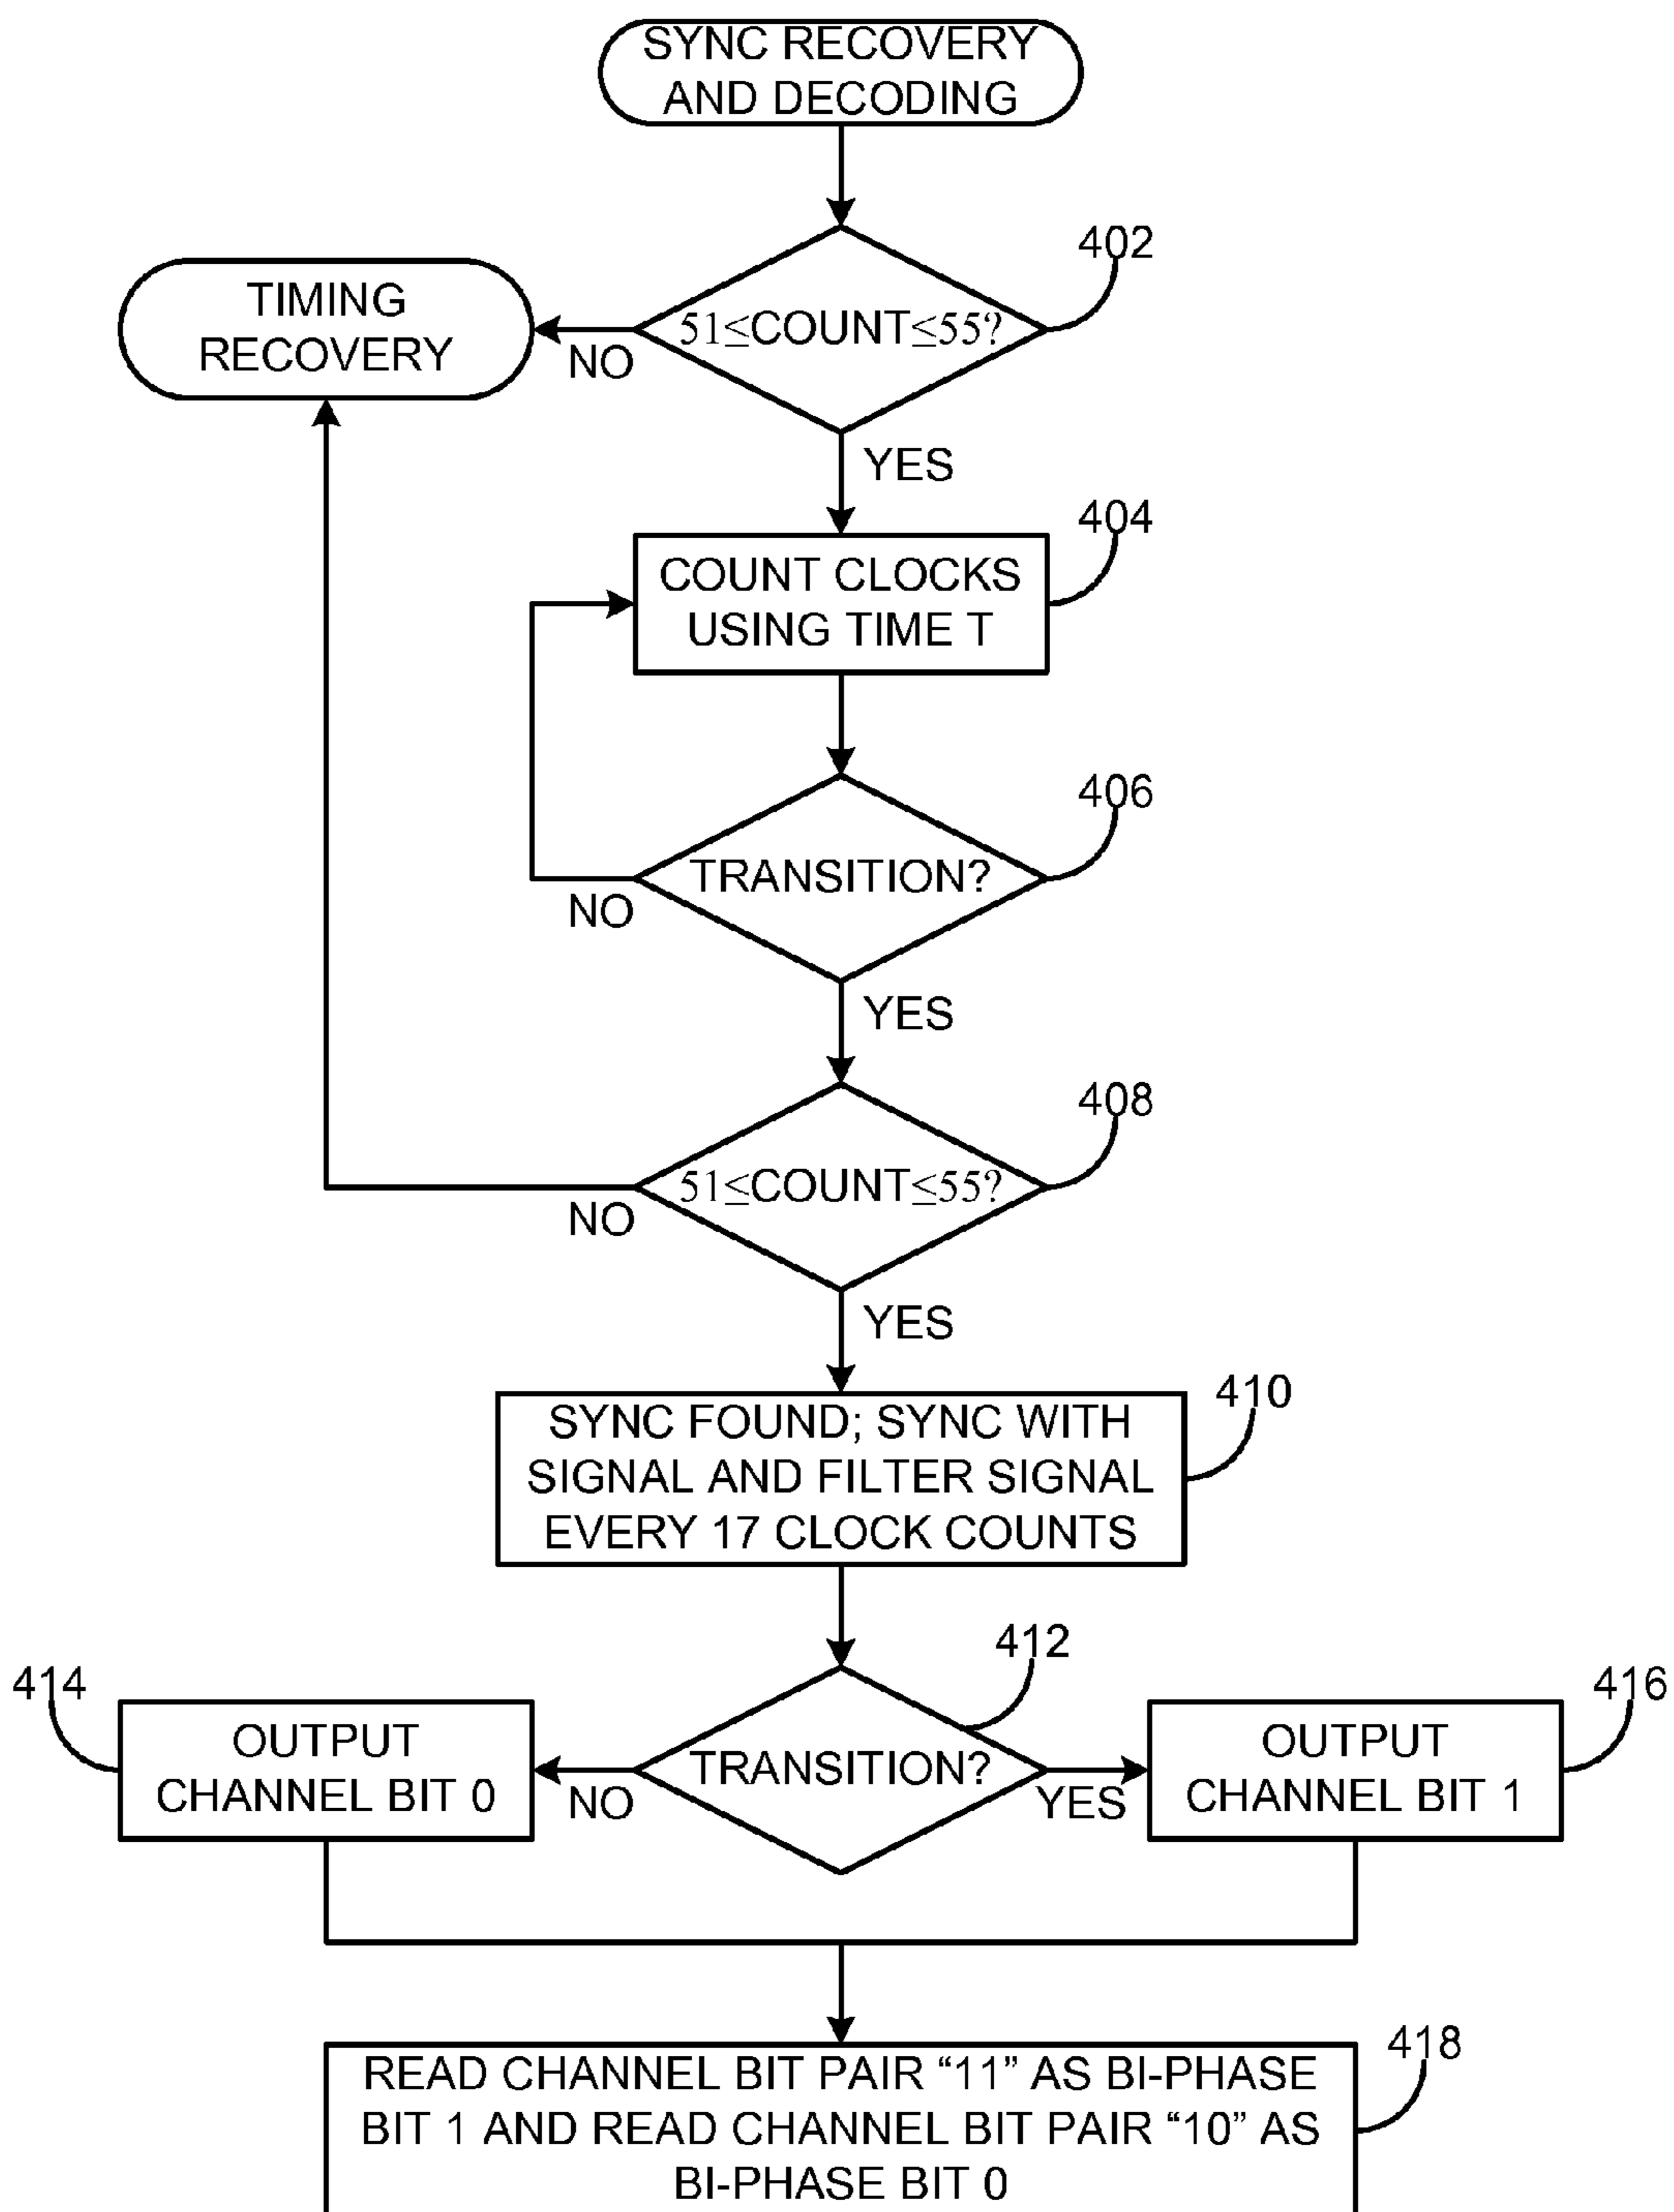 SYNC RECOVERY
AND DECODING
402
51≤COUNT≤55?
TIMING
RECOVERY
NO
YES
404
COUNT CLOCKS
USING TIME T
406
TRANSITION?
NO
YES
408
51≤COUNT≤55?
NO
YES
410
SYNC FOUND; SYNC WITH
SIGNAL AND FILTER SIGNAL
EVERY 17 CLOCK COUNTS
412
414
416
OUTPUT
CHANNEL BIT 0
NO
TRANSITION?
YES
OUTPUT
CHANNEL BIT 1
418
READ CHANNEL BIT PAIR “11” AS BI-PHASE
BIT 1 AND READ CHANNEL BIT PAIR “10” AS
BI-PHASE BIT 0